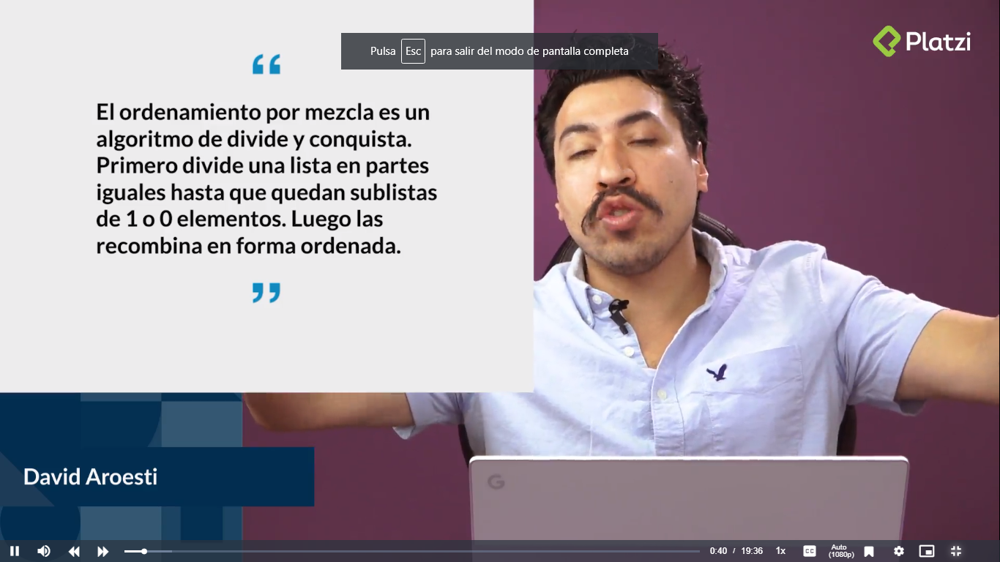 Platzi
Pulsa Esc para salir del modo de pantalla completa
“
El ordenamiento por mezcla es un
algoritmo de divide y conquista.
Primero divide una lista en partes
iguales hasta que quedan sublistas
de 1 o 0 elementos. Luego las
recombina en forma ordenada.
”
David Aroesti
G
0:40 / 19:36 1x CC Auto (1080p)